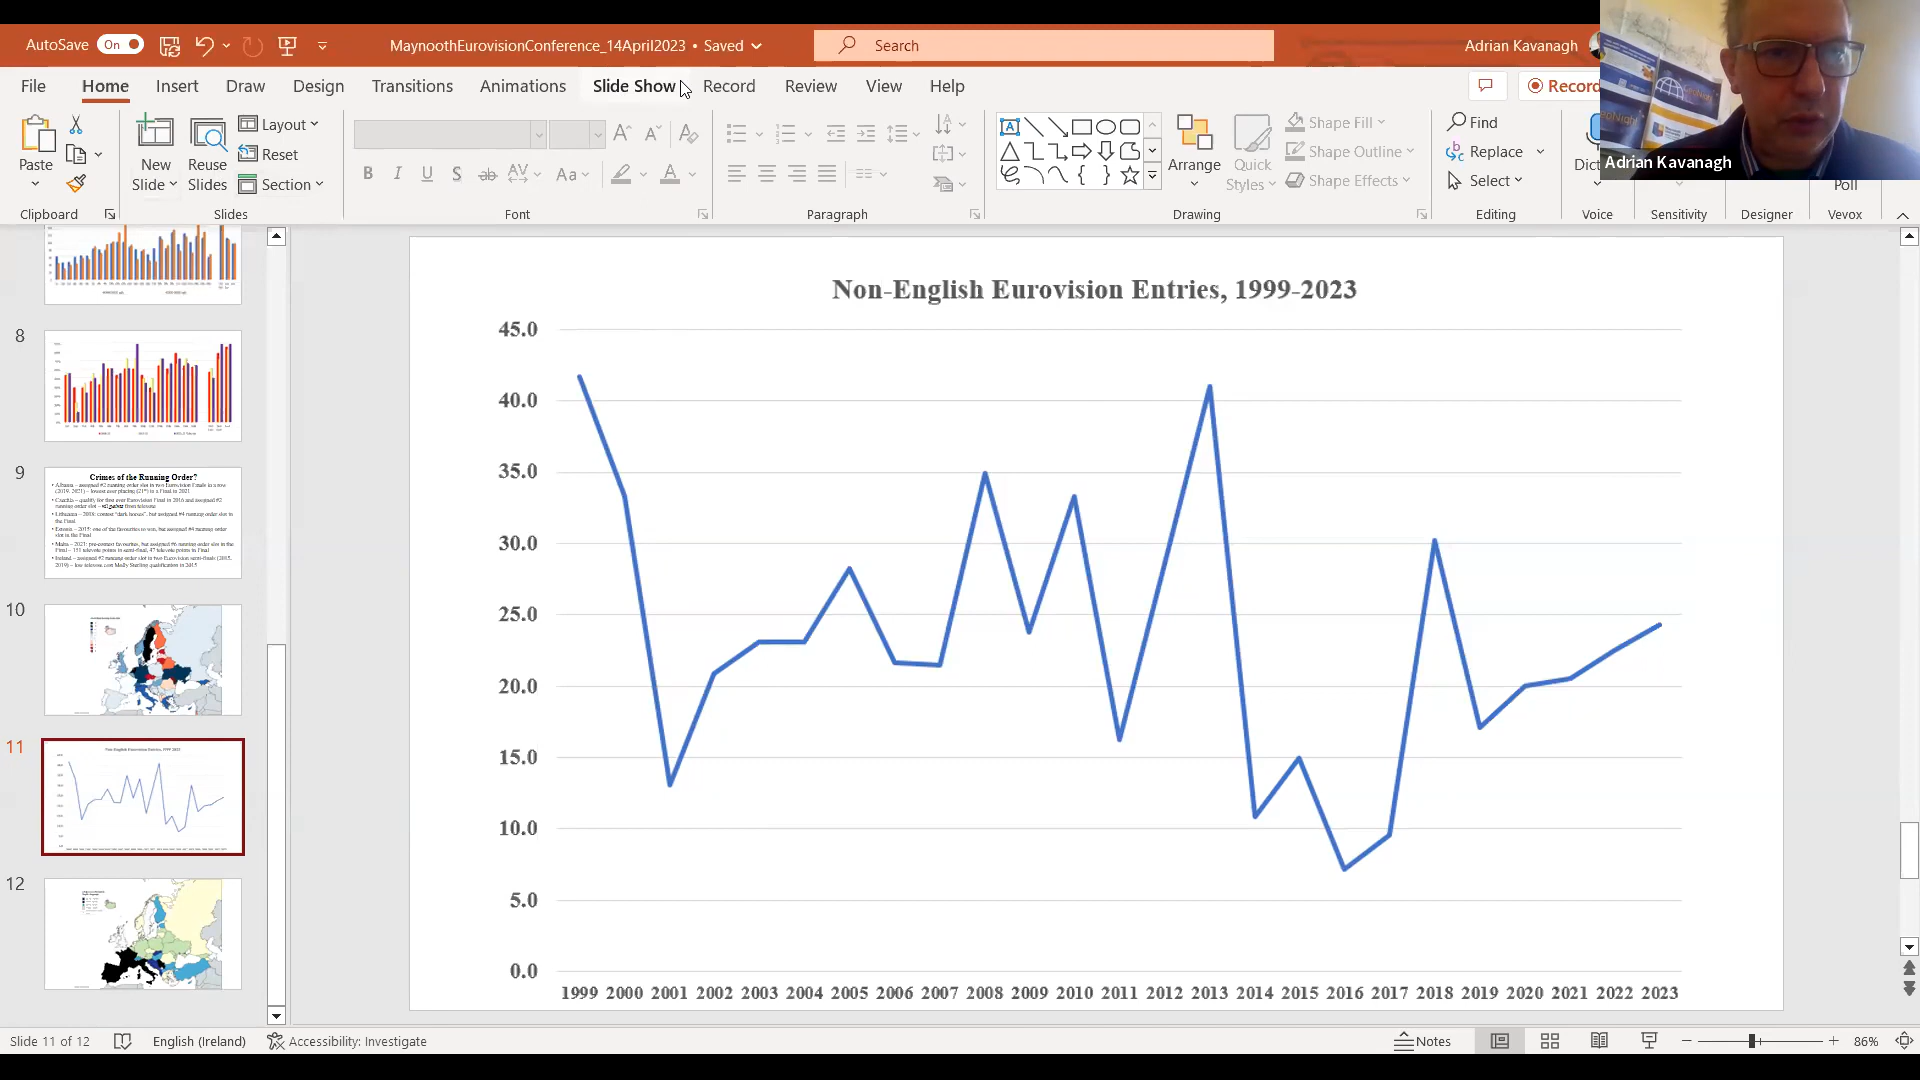 AutoSave On MaynoothEurovisionConference_14April2023 • Saved Search Adrian Kavanagh
File Home Insert Draw Design Transitions Animations Slide Show Record Review View Help Record
Paste New Slide Reuse Slides Layout Reset Section
Aa Arrange Quick Styles Shape Fill Shape Outline Shape Effects Find Replace Select Dict Poll
Clipboard Slides Font Paragraph Drawing Editing Voice Sensitivity Designer Vevox
Adrian Kavanagh
8
9
Crimes of the Running Order?
10
11
12
Non-English Eurovision Entries, 1999-2023
45.0
40.0
35.0
30.0
25.0
20.0
15.0
10.0
5.0
0.0
1999 2000 2001 2002 2003 2004 2005 2006 2007 2008 2009 2010 2011 2012 2013 2014 2015 2016 2017 2018 2019 2020 2021 2022 2023
Slide 11 of 12 English (Ireland) Accessibility: Investigate Notes 86%